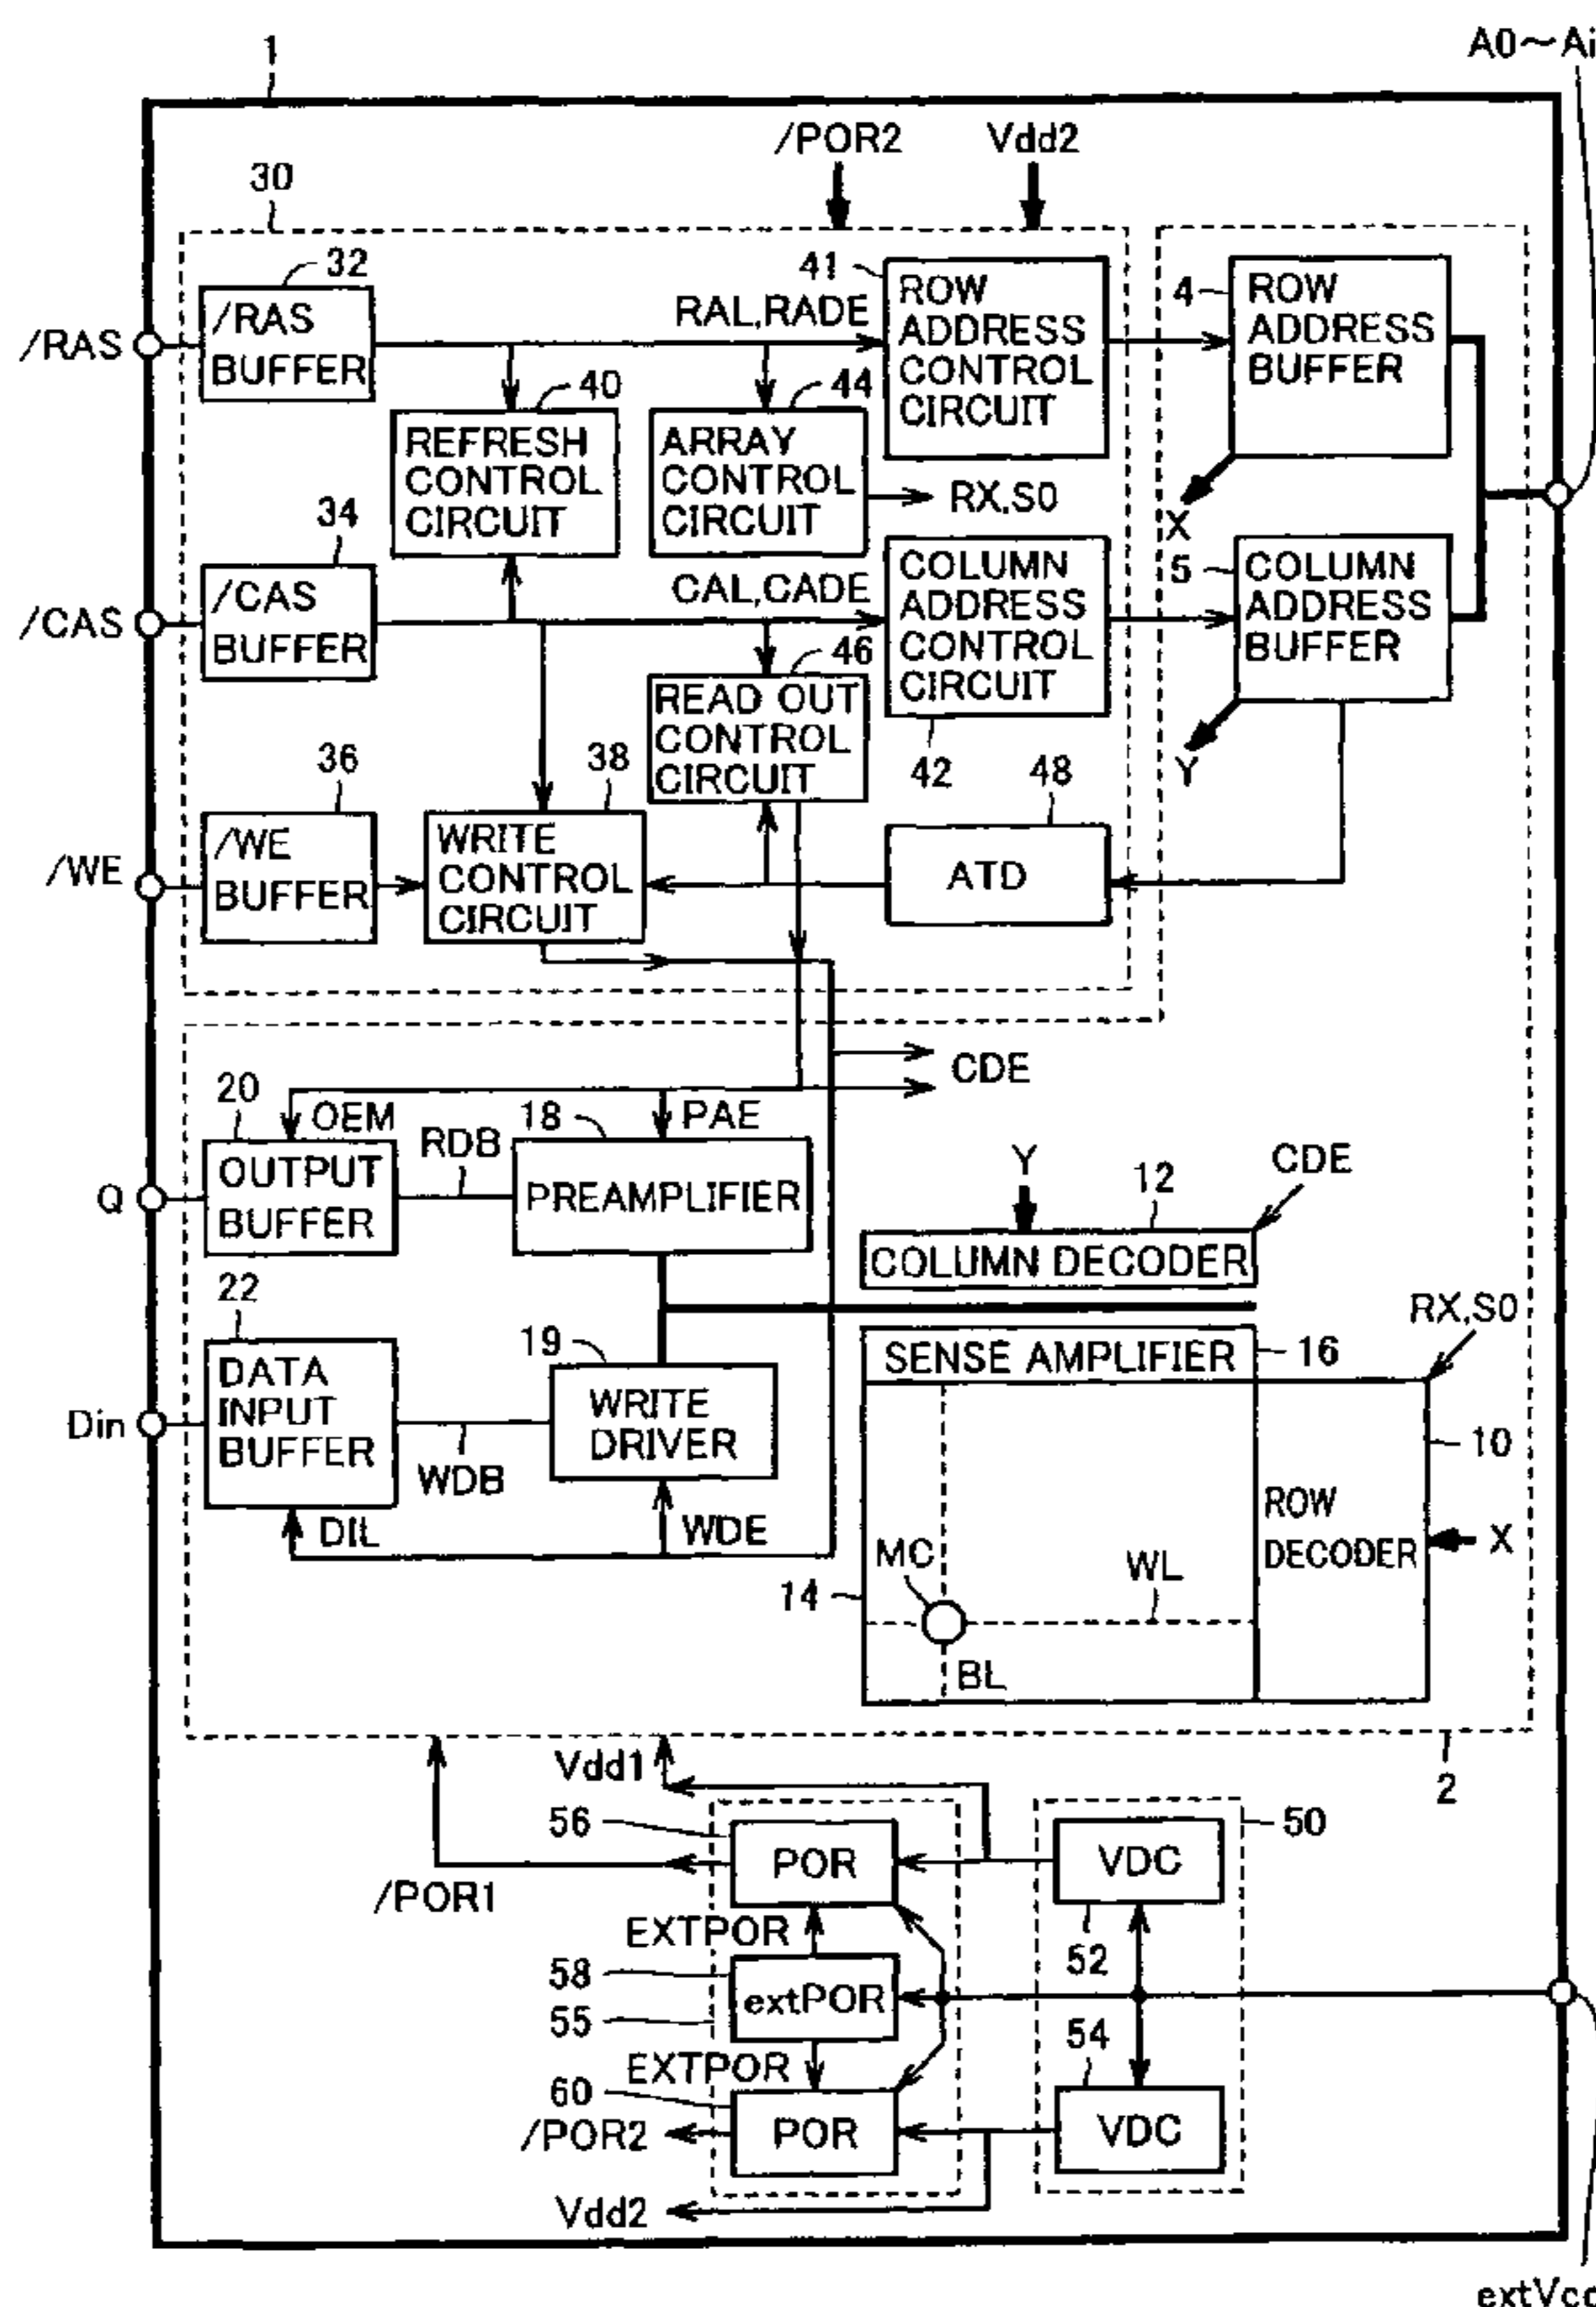 1
A0~Ai
/POR2
Vdd2
30
32
/RAS
/RAS
BUFFER
RAL,RADE
41
ROW
ADDRESS
CONTROL
CIRCUIT
4
ROW
ADDRESS
BUFFER
X
40
REFRESH
CONTROL
CIRCUIT
44
ARRAY
CONTROL
CIRCUIT
RX,S0
34
/CAS
/CAS
BUFFER
CAL,CADE
COLUMN
ADDRESS
CONTROL
CIRCUIT
42
5
COLUMN
ADDRESS
BUFFER
Y
46
READ OUT
CONTROL
CIRCUIT
36
/WE
/WE
BUFFER
38
WRITE
CONTROL
CIRCUIT
48
ATD
CDE
20
OEM
OUTPUT
BUFFER
Q
RDB
18
PAE
PREAMPLIFIER
Y
12
CDE
COLUMN DECODER
22
DATA
INPUT
BUFFER
Din
WDB
DIL
19
WRITE
DRIVER
WDE
SENSE AMPLIFIER
16
RX,S0
10
ROW
DECODER
X
MC
WL
14
BL
2
Vdd1
56
POR
/POR1
50
VDC
52
EXTPOR
58
extPOR
55
EXTPOR
54
VDC
60
POR
/POR2
Vdd2